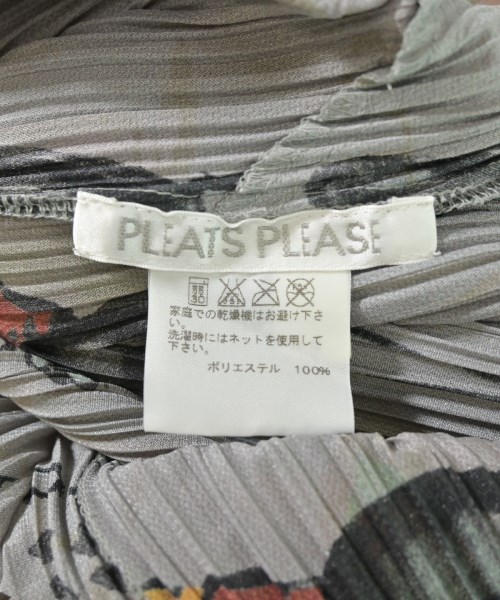 PLEATS PLEASE
家庭での乾燥機はお避け下さ
い。
洗濯時にはネットを使用して
下さい。
ポリエステル 100%